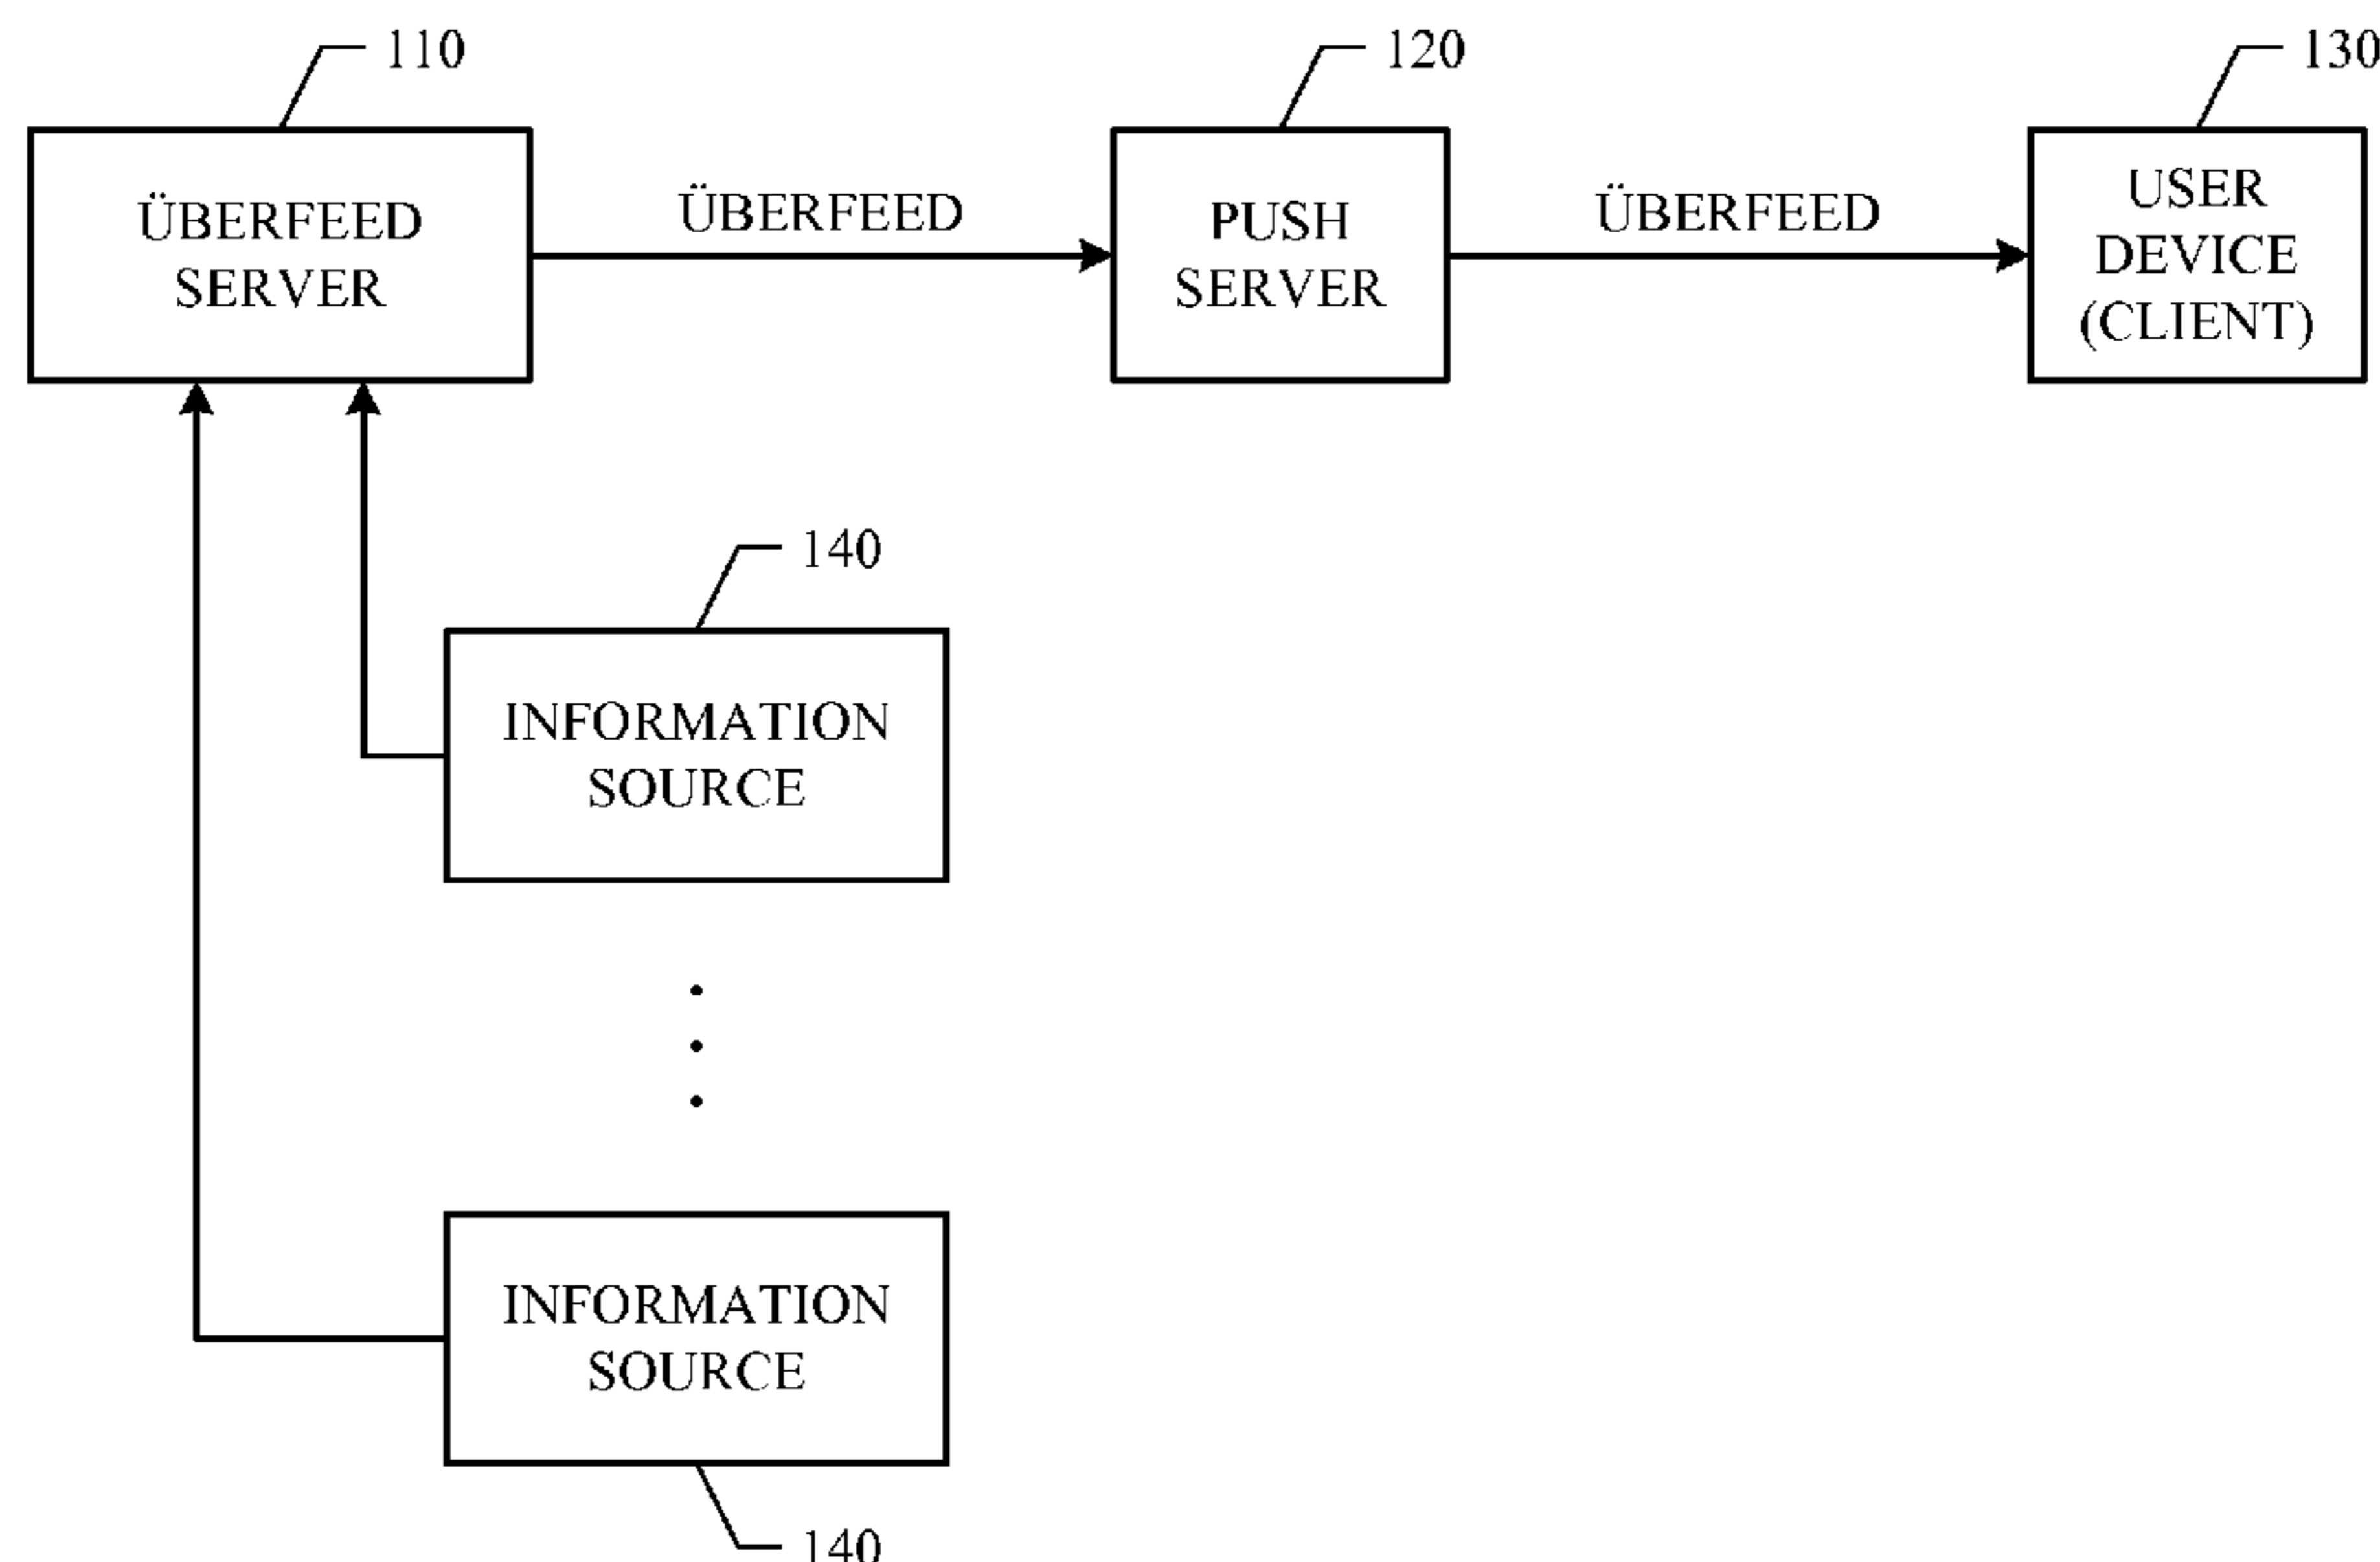 110
120
130
ÜBERFEED
SERVER
ÜBERFEED
PUSH
SERVER
ÜBERFEED
USER
DEVICE
(CLIENT)
140
INFORMATION
SOURCE
INFORMATION
SOURCE
140